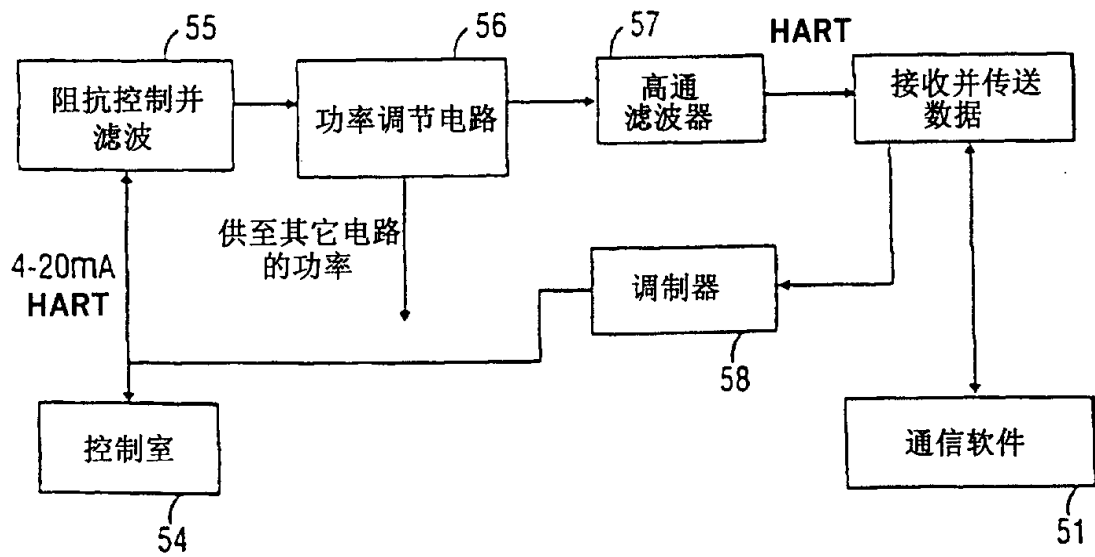 55
56
57
HART
阻抗控制并
滤波
功率调节电路
高通
滤波器
接收并传送
数据
供至其它电路
的功率
4-20mA
HART
调制器
58
控制室
通信软件
54
51